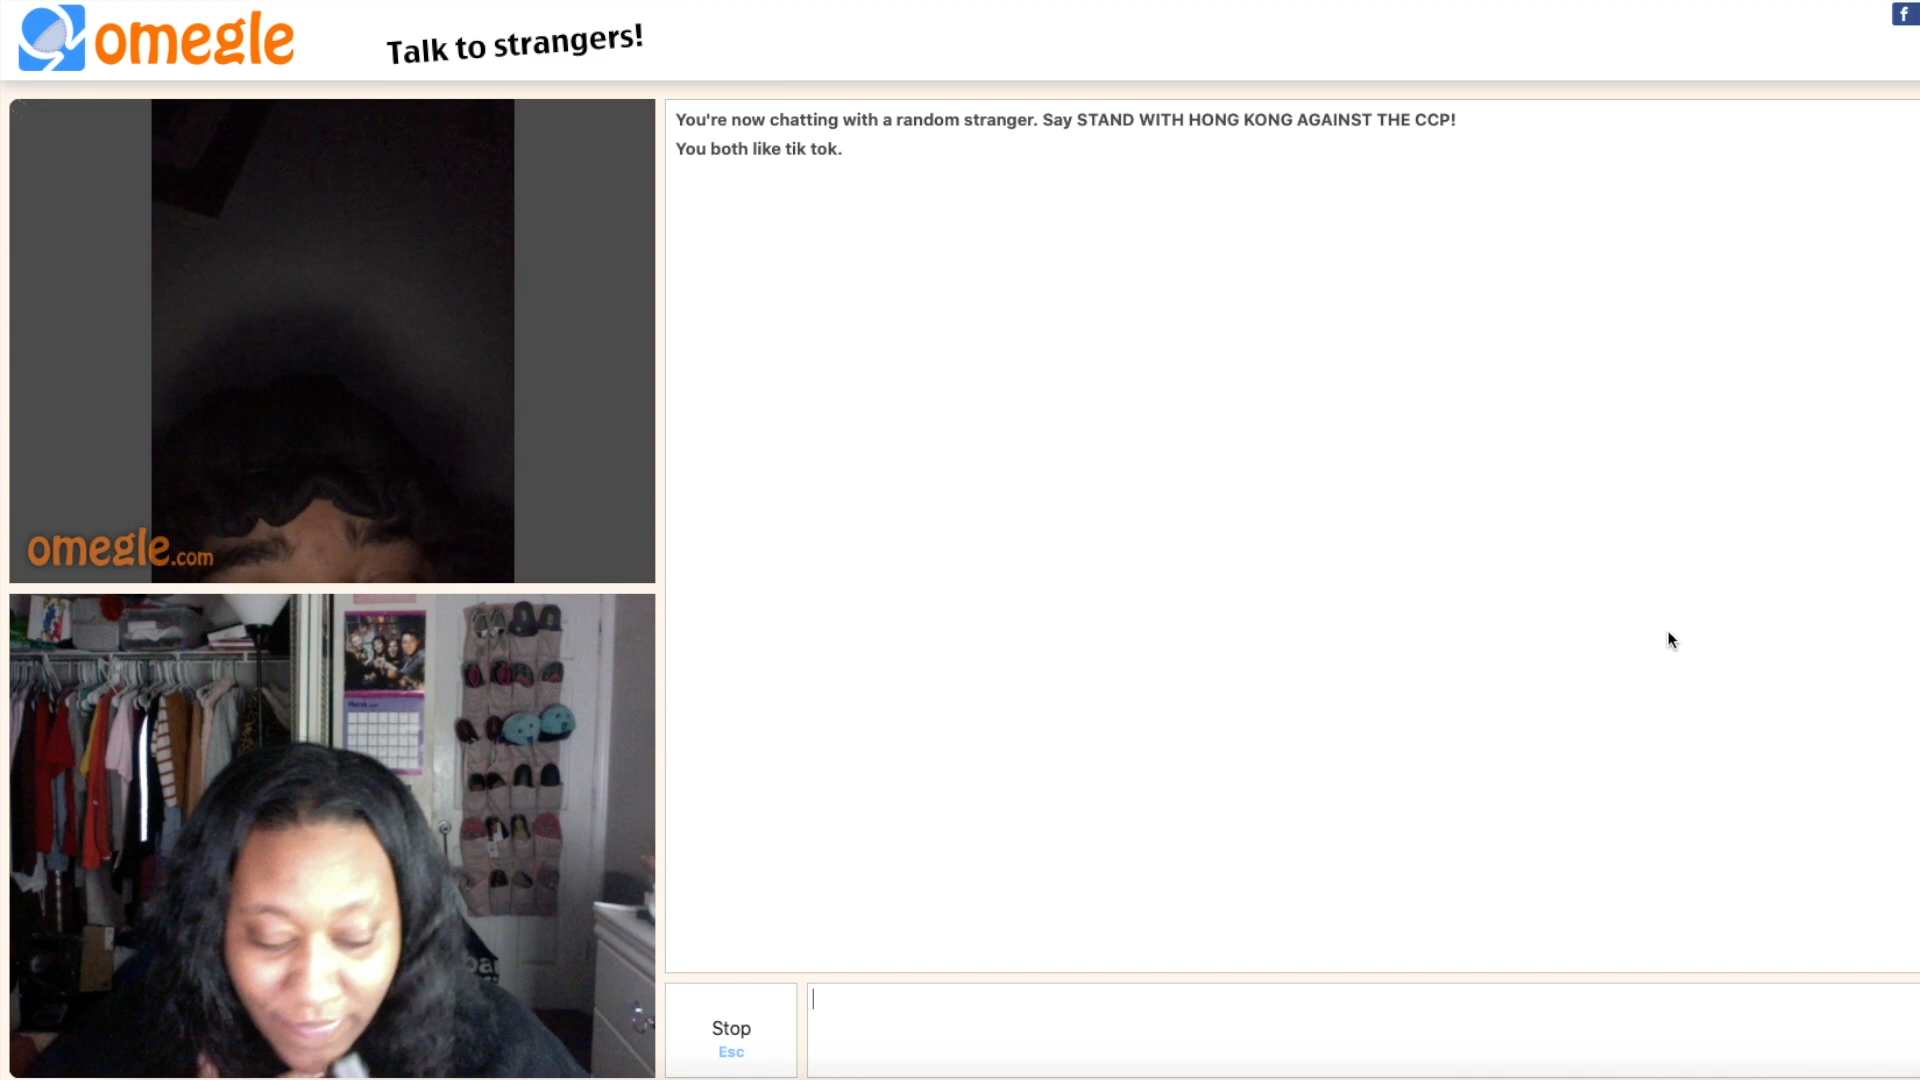 omegle
Talk to strangers!
f
You're now chatting with a random stranger. Say STAND WITH HONG KONG AGAINST THE CCP!
You both like tik tok.
omegle.com
March
Stop
Esc